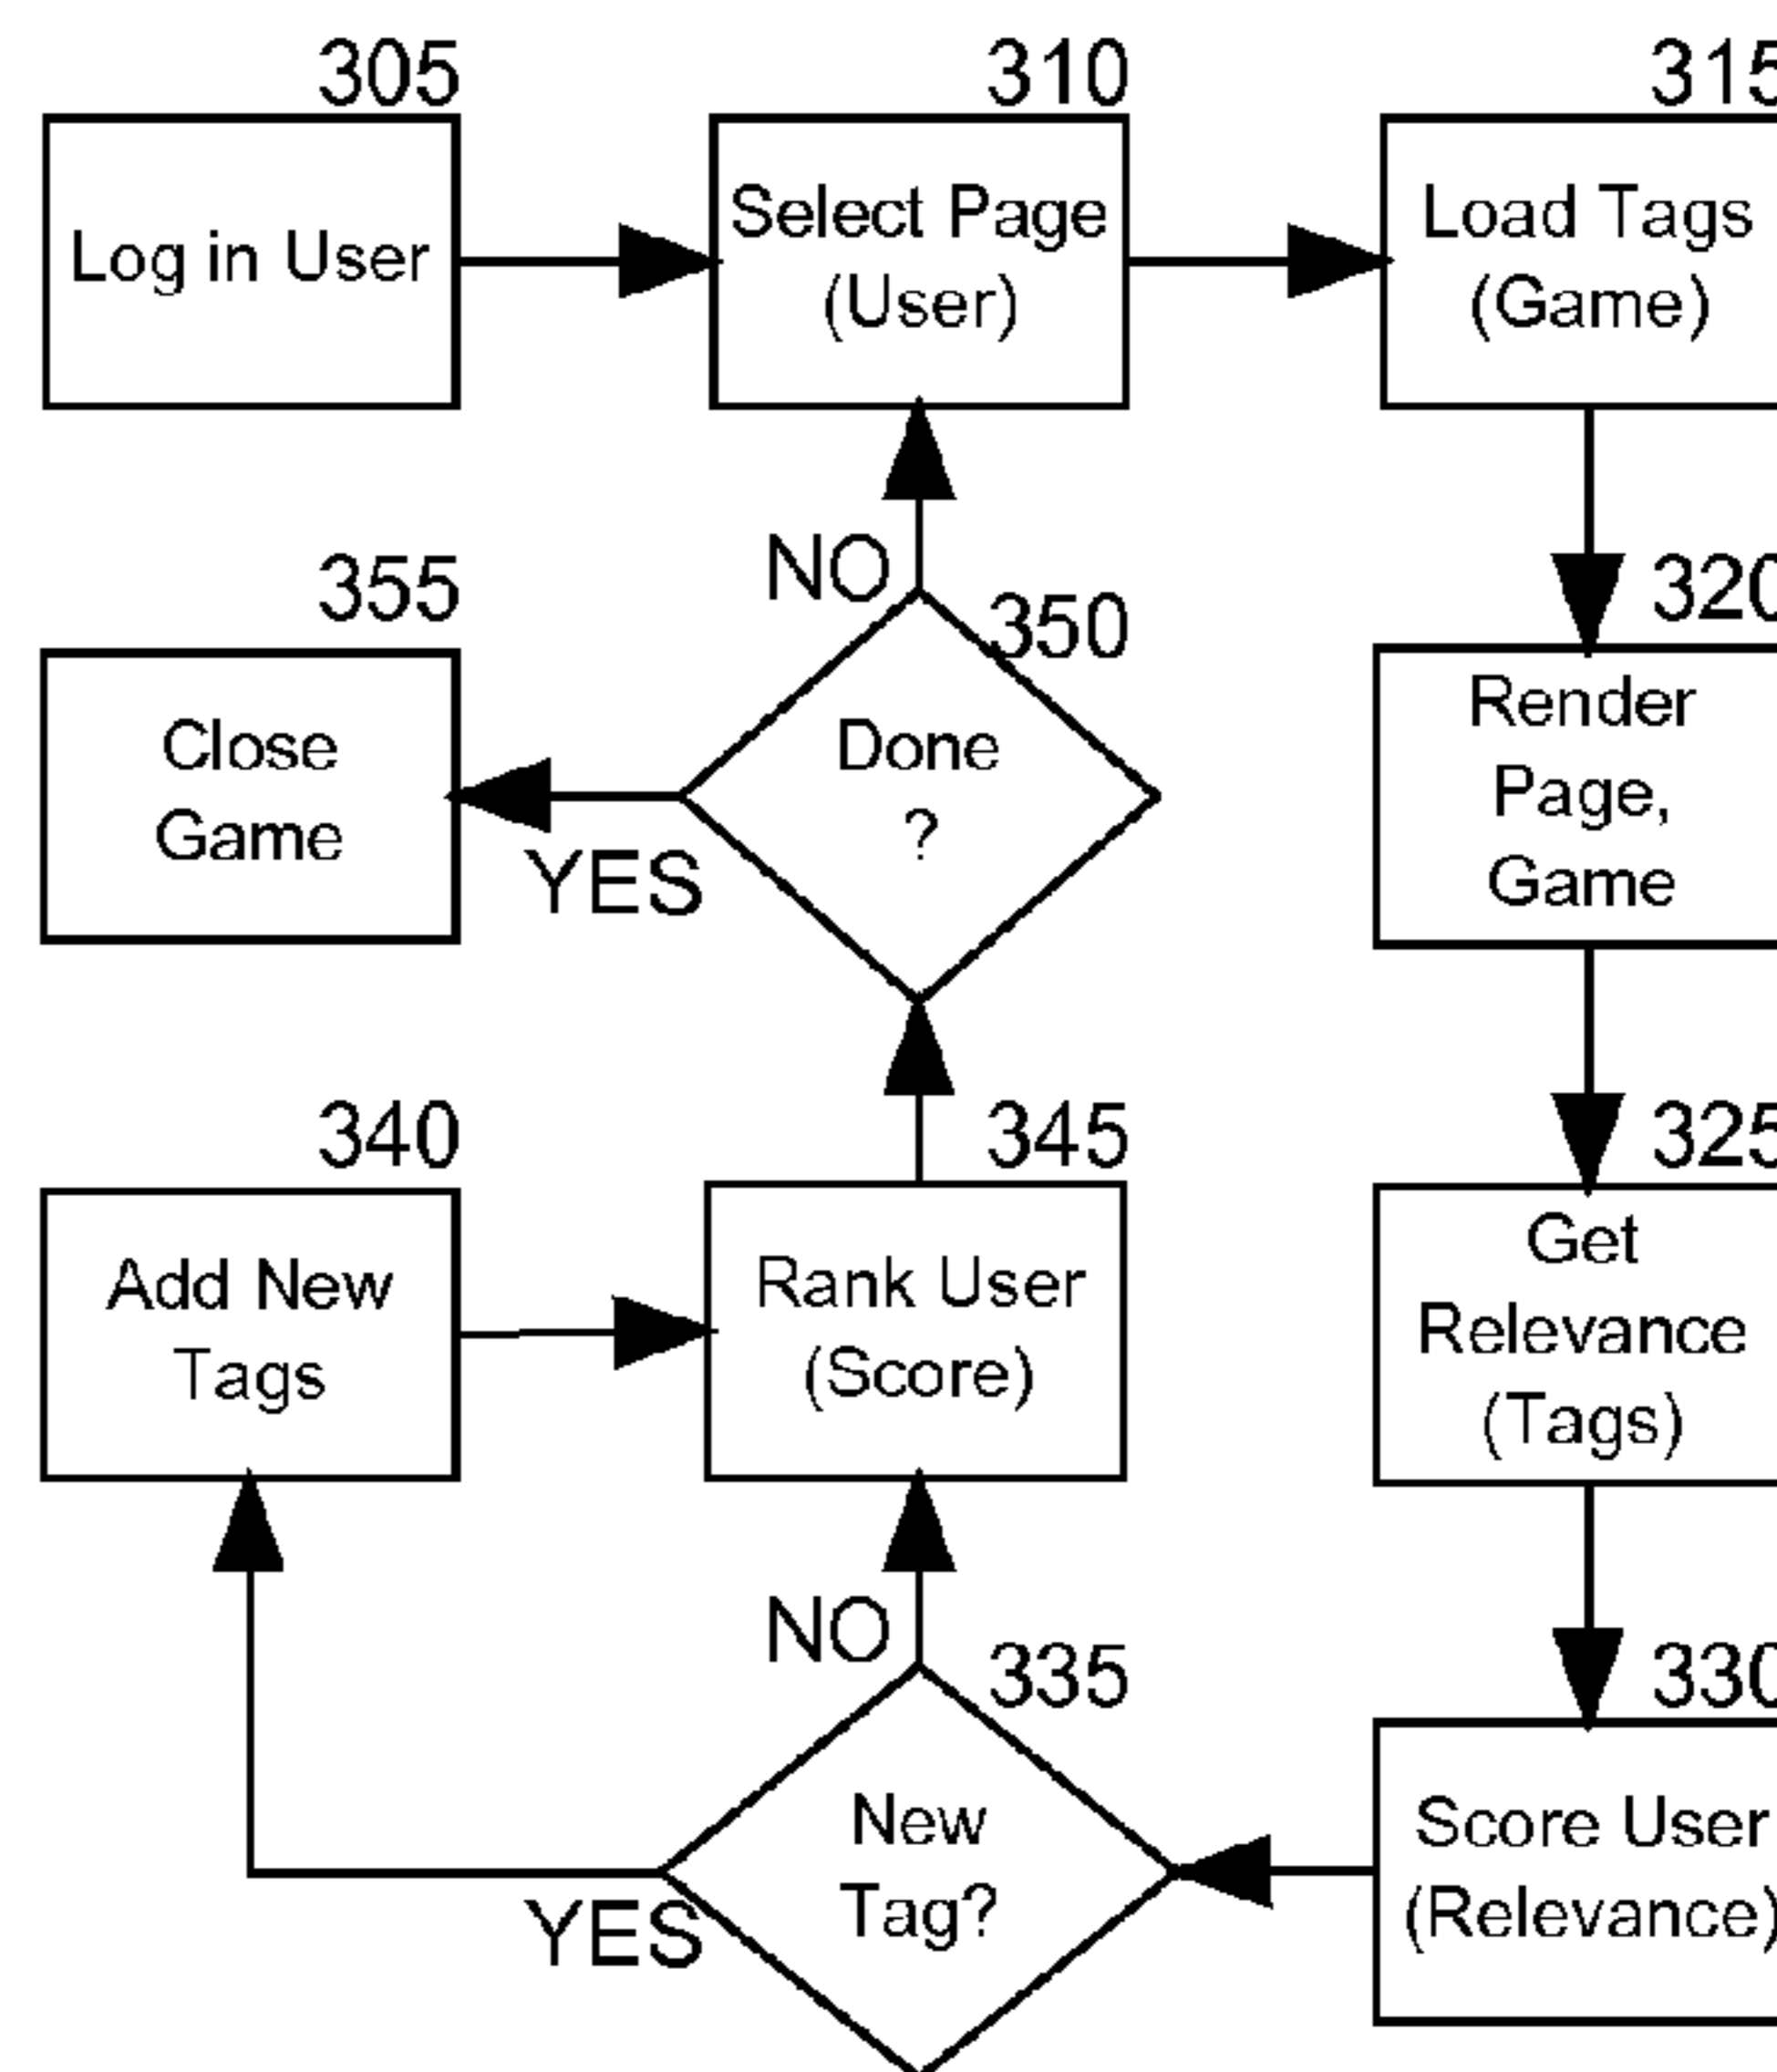 305
Log in User
310
Select Page
(User)
315
Load Tags
(Game)
NO
355
Close
Game
YES
350
Done
?
320
Render
Page,
Game
340
Add New
Tags
345
Rank User
(Score)
325
Get
Relevance
(Tags)
NO
335
New
Tag?
YES
330
Score User
(Relevance)